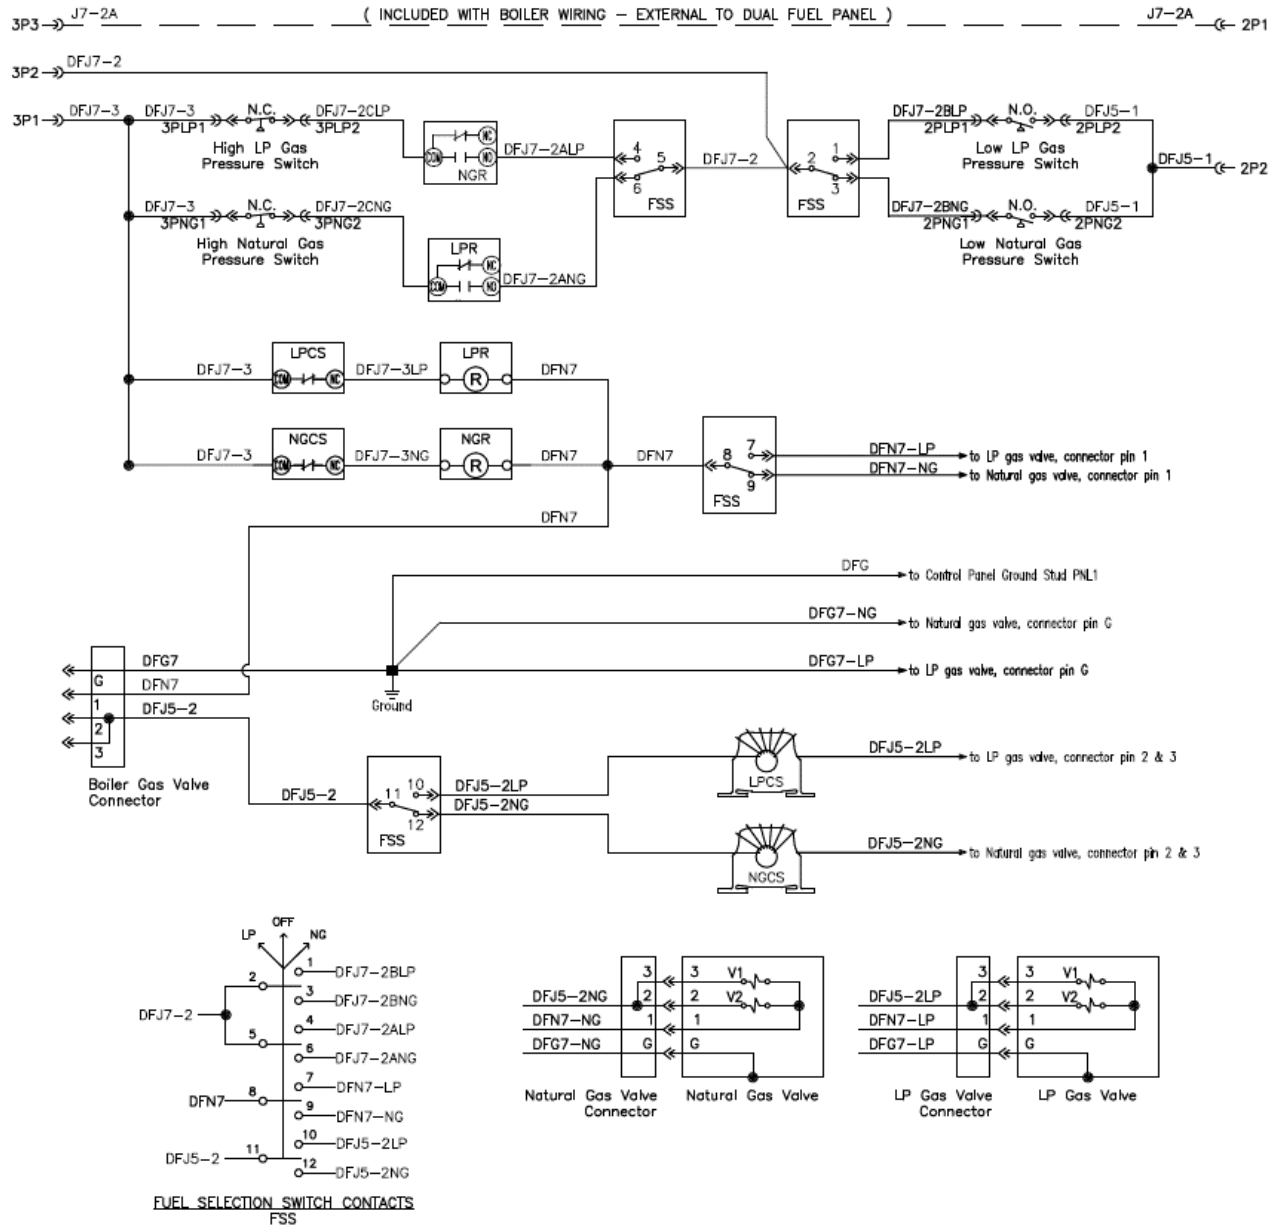 J7-2A ( INCLUDED WITH BOILER WIRING - EXTERNAL TO DUAL FUEL PANEL ) J7-2A
3P3 2P1
DFJ7-2
3P2
3P1 DFJ7-3 DFJ7-3 N.C. DFJ7-2CLP DFJ7-2BLP N.O. DFJ5-1
3PLP1 3PLP2 2PLP1 2PLP2
High LP Gas
Pressure Switch
COM NC NO
NGR
DFJ7-2ALP
4 5 6
FSS
DFJ7-2
2 1 3
FSS
Low LP Gas
Pressure Switch
DFJ5-1 2P2
DFJ7-3 N.C. DFJ7-2CNG DFJ7-2BNG N.O. DFJ5-1
3PNG1 3PNG2 2PNG1 2PNG2
High Natural Gas
Pressure Switch
LPR
COM NC NO
DFJ7-2ANG
Low Natural Gas
Pressure Switch
LPCS LPR
DFJ7-3 COM NC DFJ7-3LP R DFN7
NGCS NGR
DFJ7-3 COM NC DFJ7-3NG R DFN7 DFN7
8 7 9
FSS
DFN7-LP to LP gas valve, connector pin 1
DFN7-NG to Natural gas valve, connector pin 1
DFN7
DFG to Control Panel Ground Stud PNL1
DFG7-NG to Natural gas valve, connector pin G
DFG7 DFG7-LP to LP gas valve, connector pin G
G DFN7
1 DFJ5-2
2
3
Ground
Boiler Gas Valve
Connector
DFJ5-2
11 10 12
FSS
DFJ5-2LP
DFJ5-2NG
LPCS
DFJ5-2LP to LP gas valve, connector pin 2 & 3
NGCS
DFJ5-2NG to Natural gas valve, connector pin 2 & 3
OFF
LP NG
1 DFJ7-2BLP
2
3 DFJ7-2BNG
DFJ7-2
4 DFJ7-2ALP
5
6 DFJ7-2ANG
7 DFN7-LP
DFN7 8
9 DFN7-NG
10 DFJ5-2LP
DFJ5-2 11
12 DFJ5-2NG
FUEL SELECTION SWITCH CONTACTS
FSS
3 3 V1
DFJ5-2NG 2 2 V2
DFN7-NG 1 1
DFG7-NG G G
Natural Gas Valve
Connector
Natural Gas Valve
3 3 V1
DFJ5-2LP 2 2 V2
DFN7-LP 1 1
DFG7-LP G G
LP Gas Valve
Connector
LP Gas Valve